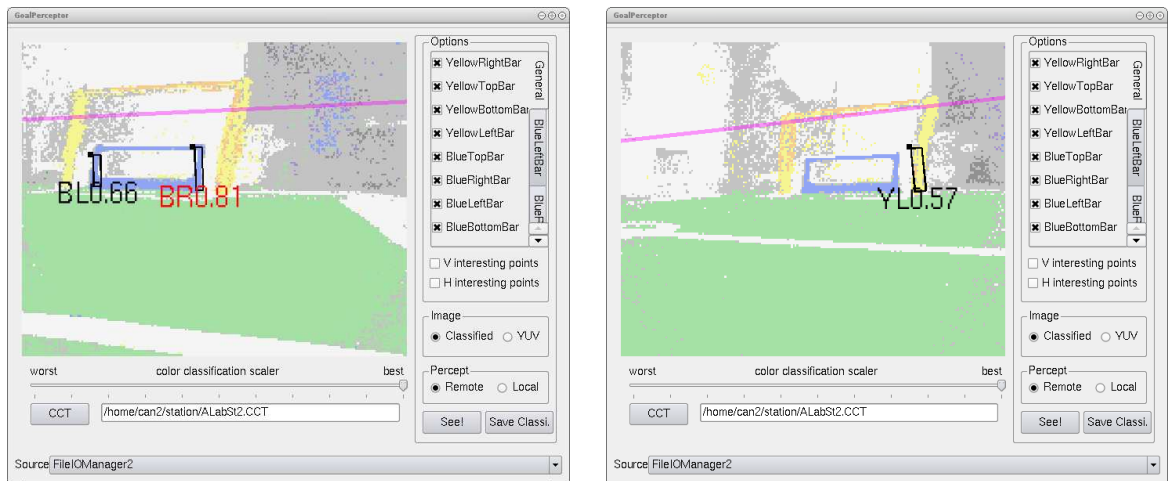 GoalPerceptor
Options
YellowRightBar
YellowTopBar
YellowBottomBar
YellowLeftBar
BlueTopBar
BlueRightBar
BlueLeftBar
BlueBottomBar
General
BlueLeftBar
V interesting points
H interesting points
Image
Classified YUV
Percept
Remote Local
See! Save Classi.
BL0.66 BR0.81
worst color classification scaler best
CCT /home/can2/station/ALabSt2.CCT
Source FileIOManager2
GoalPerceptor
Options
YellowRightBar
YellowTopBar
YellowBottomBar
YellowLeftBar
BlueTopBar
BlueRightBar
BlueLeftBar
BlueBottomBar
General
BlueLeftBar
V interesting points
H interesting points
Image
Classified YUV
Percept
Remote Local
See! Save Classi.
YL0.57
worst color classification scaler best
CCT /home/can2/station/ALabSt2.CCT
Source FileIOManager2